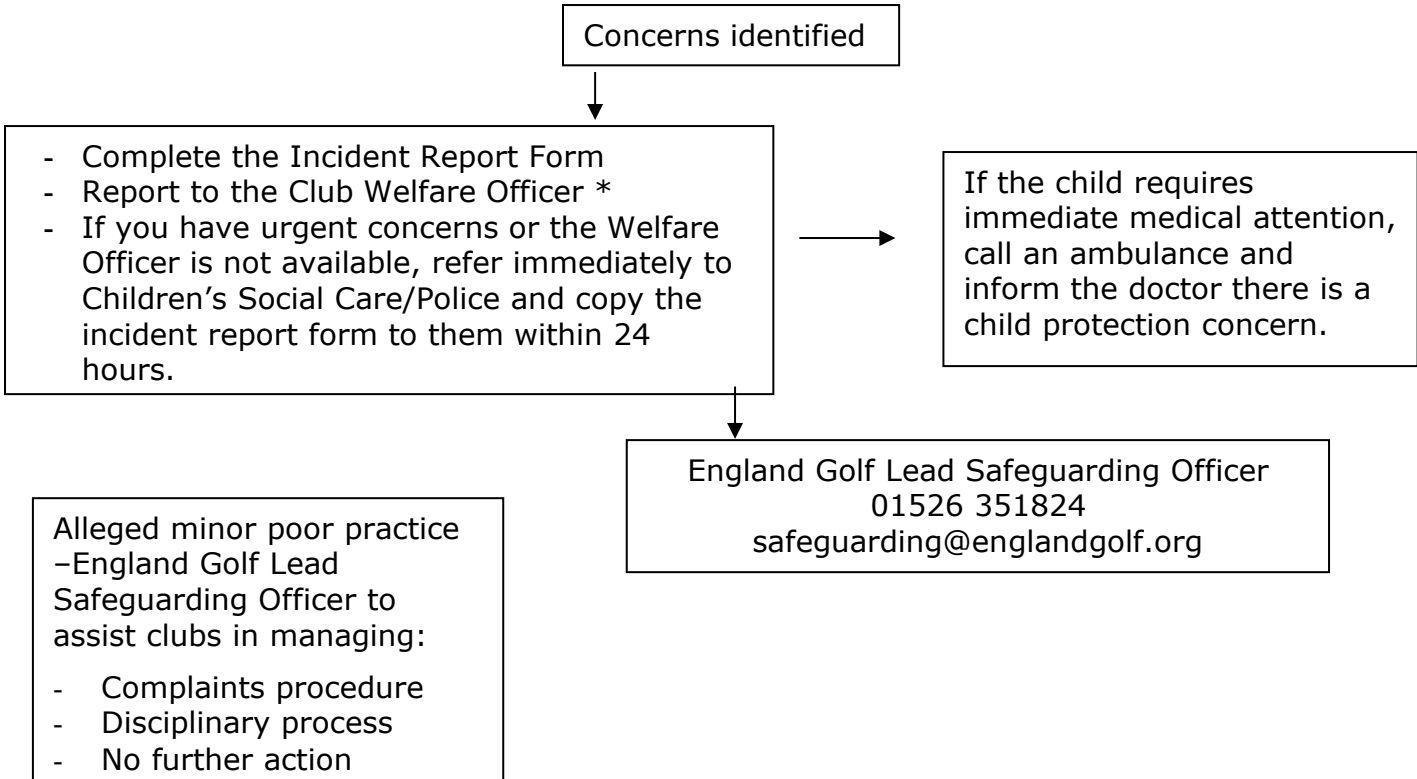 Concerns identified
- Complete the Incident Report Form
- Report to the Club Welfare Officer *
- If you have urgent concerns or the Welfare
Officer is not available, refer immediately to
Children’s Social Care/Police and copy the
incident report form to them within 24
hours.
If the child requires
immediate medical attention,
call an ambulance and
inform the doctor there is a
child protection concern.
England Golf Lead Safeguarding Officer
01526 351824
safeguarding@englandgolf.org
Alleged minor poor practice
–England Golf Lead
Safeguarding Officer to
assist clubs in managing:
- Complaints procedure
- Disciplinary process
- No further action